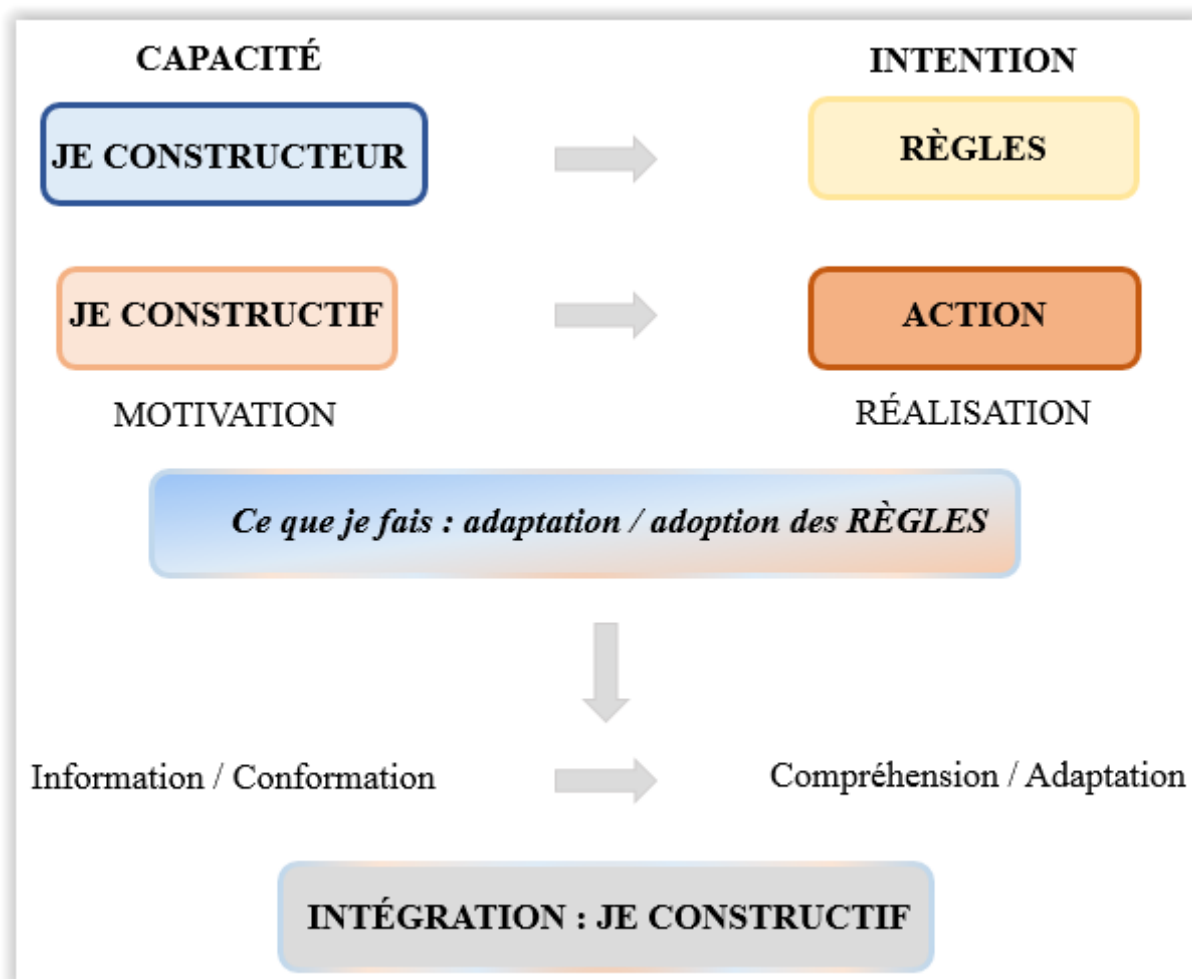 CAPACITÉ
INTENTION
JE CONSTRUCTEUR
RÈGLES
JE CONSTRUCTIF
ACTION
MOTIVATION
RÉALISATION
Ce que je fais : adaptation / adoption des RÈGLES
Information / Conformation
Compréhension / Adaptation
INTÉGRATION : JE CONSTRUCTIF